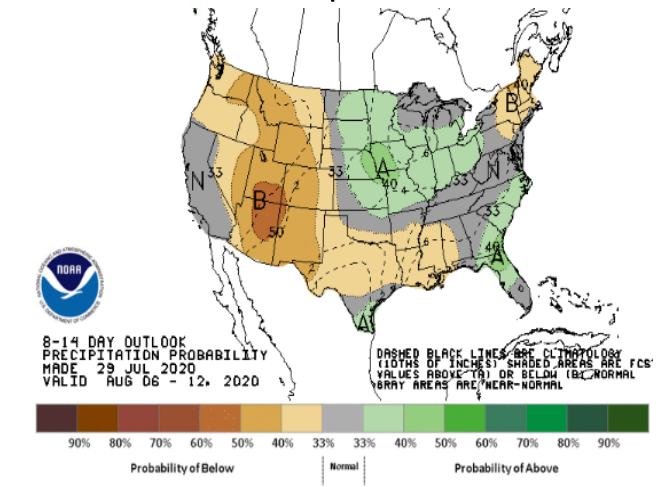 N
33
B
50
33
A
40
33
N
33
40
A
B
40
A
noaa
8-14 DAY OUTLOOK
PRECIPITATION PROBABILITY
MADE 29 JUL 2020
VALID AUG 06 - 12, 2020
DASHED BLACK LINES ARE CLIMATOLOGY
(10THS OF INCHES) SHADED AREAS ARE FCST
VALUES ABOVE (A) OR BELOW (B) NORMAL
GRAY AREAS ARE NEAR-NORMAL
90% 80% 70% 60% 50% 40% 33% 33% 40% 50% 60% 70% 80% 90%
Probability of Below Normal Probability of Above